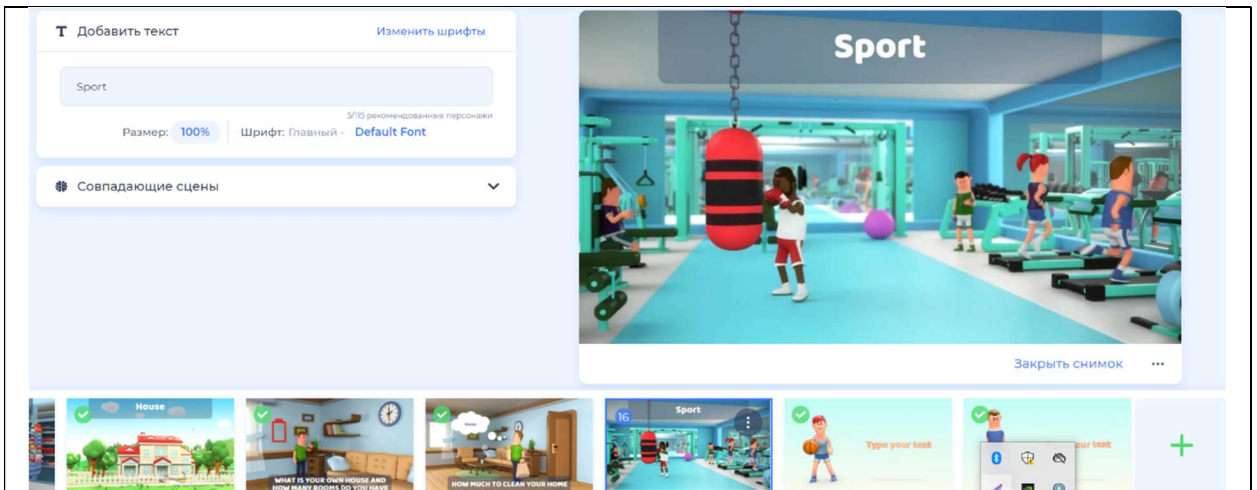 T Добавить текст
Изменить шрифты
Sport
5/115 рекомендованные персонажи
Размер: 100% Шрифт: Главный - Default Font
Совпадающие сцены
Sport
Закрыть снимок
House
WHAT IS YOUR OWN HOUSE AND
HOW MANY ROOMS DO YOU HAVE
House
HOW MUCH TO CLEAN YOUR HOME
16
Sport
Type your text
our text